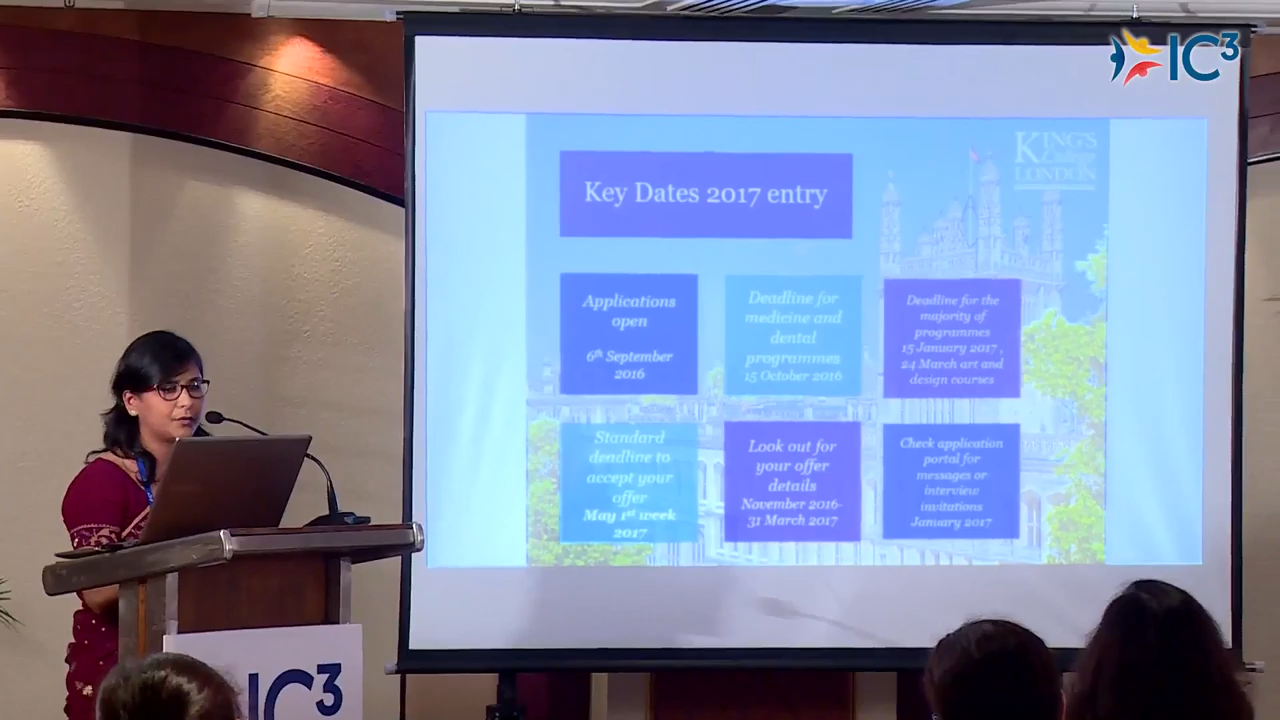 IC³
KING'S
College
LONDON
Key Dates 2017 entry
Applications
open
6th September
2016
Deadline for
medicine and
dental
programmes
15 October 2016
Deadline for the
majority of
programmes
15 January 2017 ,
24 March art and
design courses
Standard
deadline to
accept your
offer
May 1st week
2017
Look out for
your offer
details
November 2016-
31 March 2017
Check application
portal for
messages or
interview
invitations
January 2017
IC³